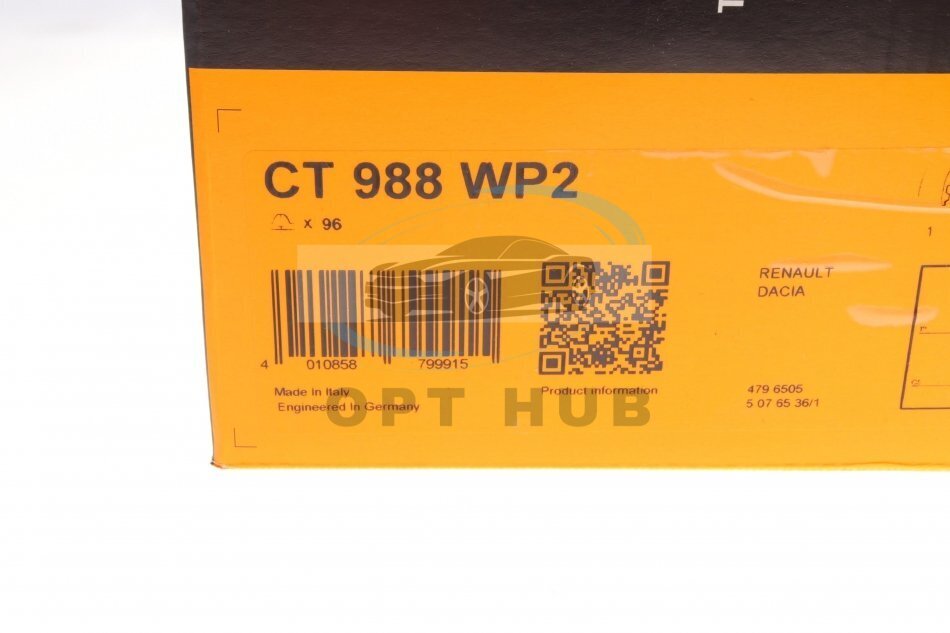 CT 988 WP2
x 96
1
RENAULT
DACIA
4 010858 799915
Made In Italy
Engineered In Germany
Product information
479 6505
5 07 65 36/1
OPT HUB